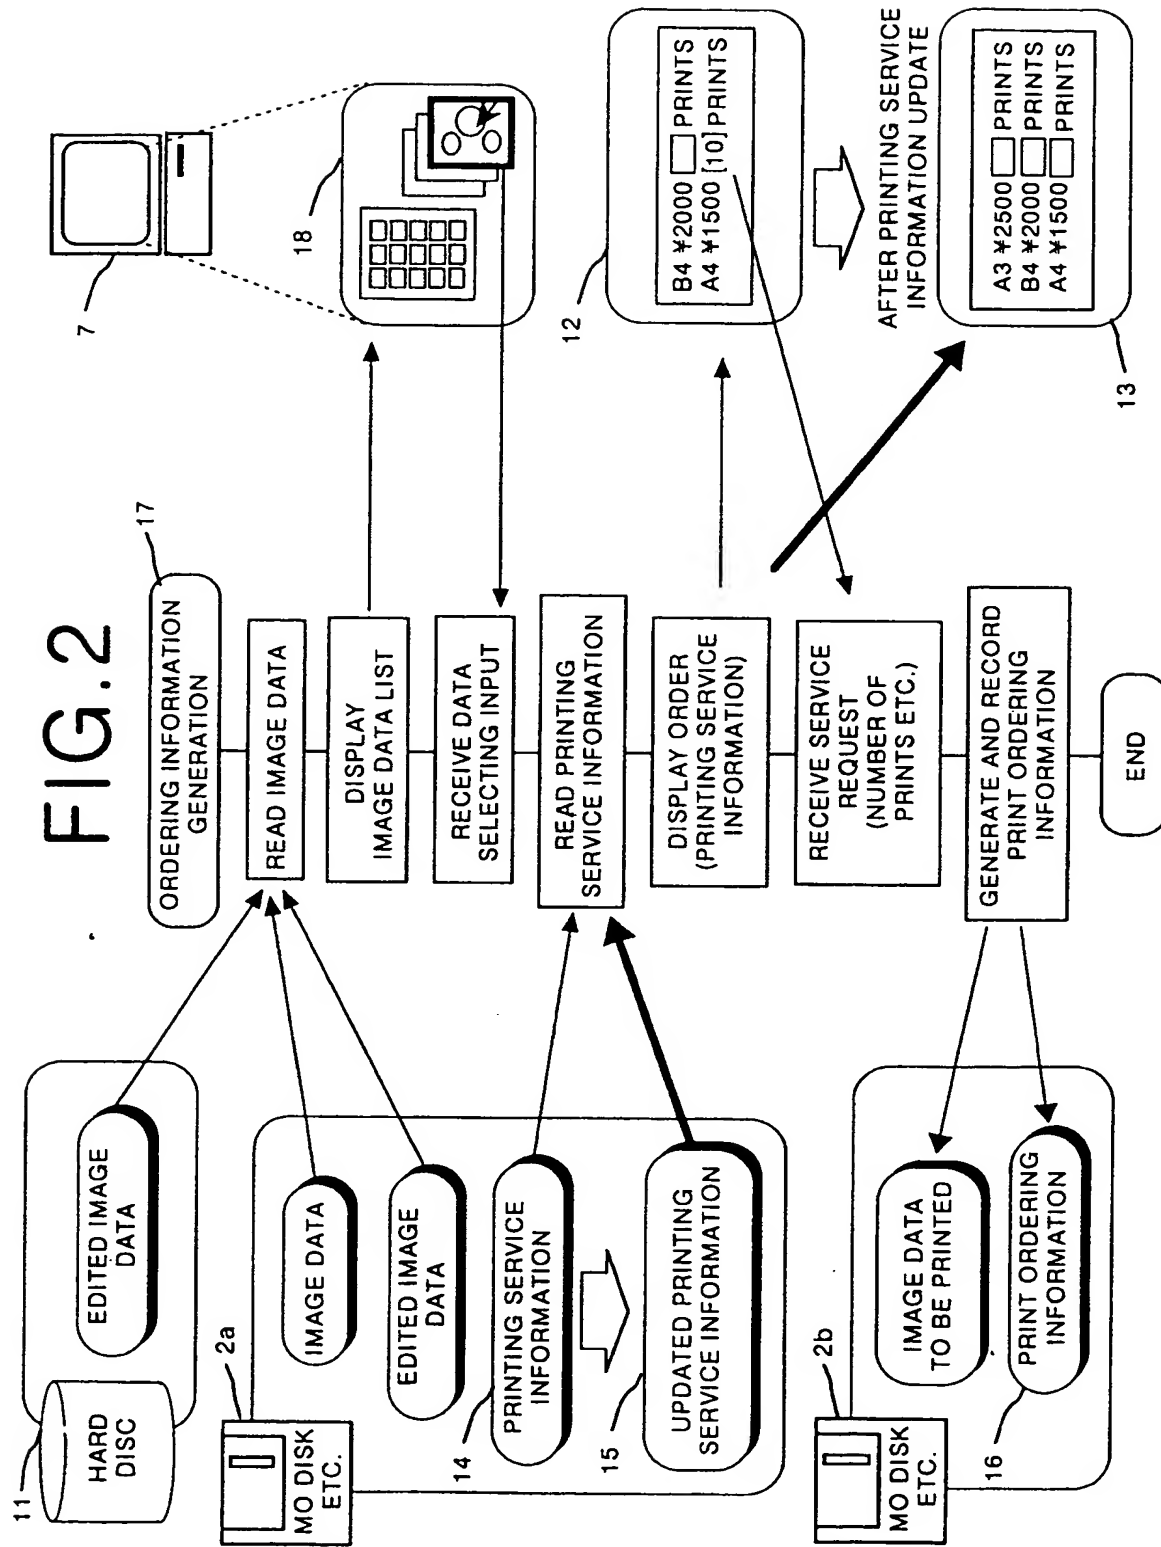 FIG.2
11
HARD
DISC
EDITED IMAGE
DATA
2a
MO DISK
ETC.
IMAGE DATA
EDITED IMAGE
DATA
14
PRINTING SERVICE
INFORMATION
15
UPDATED PRINTING
SERVICE INFORMATION
2b
MO DISK
ETC.
IMAGE DATA
TO BE PRINTED
16
PRINT ORDERING
INFORMATION
17
ORDERING INFORMATION
GENERATION
READ IMAGE DATA
DISPLAY
IMAGE DATA LIST
RECEIVE DATA
SELECTING INPUT
READ PRINTING
SERVICE INFORMATION
DISPLAY ORDER
(PRINTING SERVICE
INFORMATION)
RECEIVE SERVICE
REQUEST
(NUMBER OF
PRINTS ETC.)
GENERATE AND RECORD
PRINT ORDERING
INFORMATION
END
7
18
12
B4 ¥2000 PRINTS
A4 ¥1500 [10] PRINTS
AFTER PRINTING SERVICE
INFORMATION UPDATE
A3 ¥2500 PRINTS
B4 ¥2000 PRINTS
A4 ¥1500 PRINTS
13